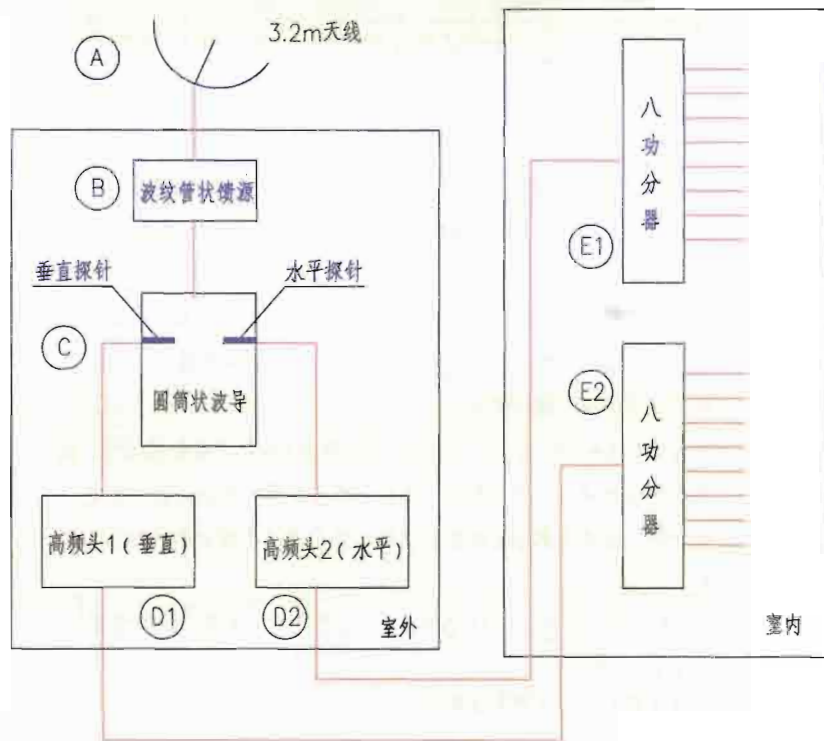 3.2m天线
A
B
波纹管状馈源
垂直探针
水平探针
C
圆筒状波导
高频头1(垂直)
高频头2(水平)
D1
D2
室外
八功分器
E1
E2
八功分器
室内